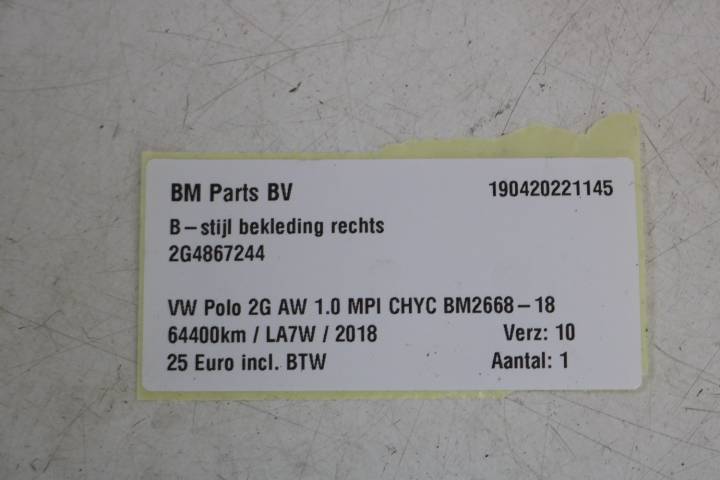 BM Parts BV 190420221145
B-stijl bekleding rechts
2G4867244
VW Polo 2G AW 1.0 MPI CHYC BM2668-18
64400km / LA7W / 2018 Verz: 10
25 Euro incl. BTW Aantal: 1